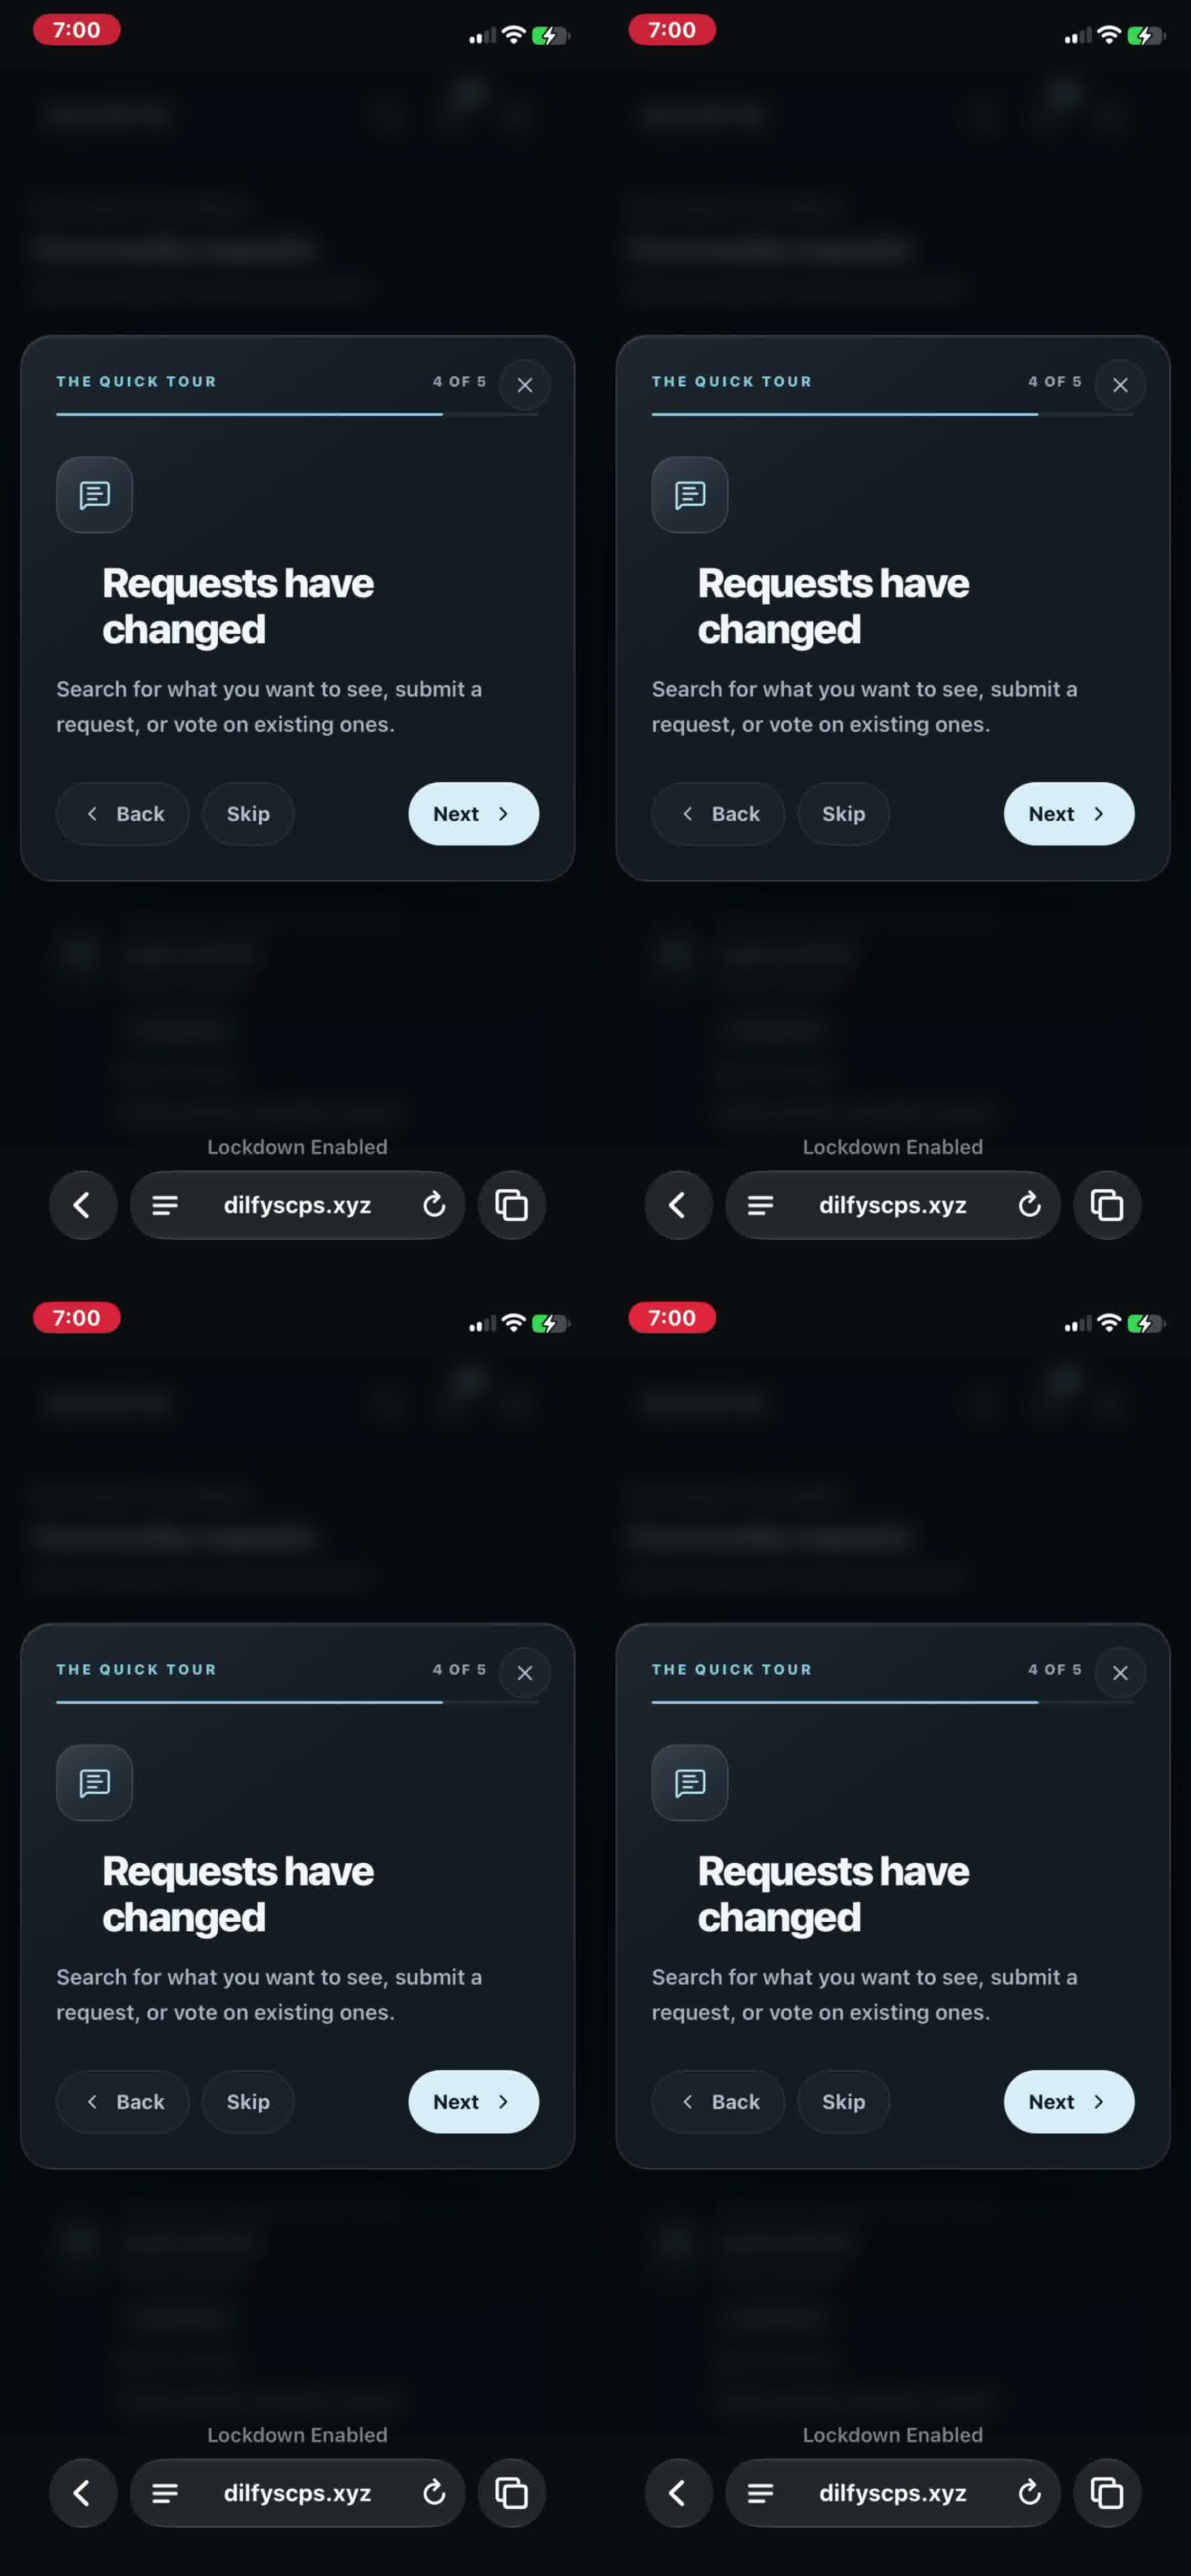 7:00
THE QUICK TOUR
4 OF 5
Requests have
changed
Search for what you want to see, submit a
request, or vote on existing ones.
Back
Skip
Next
Lockdown Enabled
dilfyscps.xyz
7:00
THE QUICK TOUR
4 OF 5
Requests have
changed
Search for what you want to see, submit a
request, or vote on existing ones.
Back
Skip
Next
Lockdown Enabled
dilfyscps.xyz
7:00
THE QUICK TOUR
4 OF 5
Requests have
changed
Search for what you want to see, submit a
request, or vote on existing ones.
Back
Skip
Next
Lockdown Enabled
dilfyscps.xyz
7:00
THE QUICK TOUR
4 OF 5
Requests have
changed
Search for what you want to see, submit a
request, or vote on existing ones.
Back
Skip
Next
Lockdown Enabled
dilfyscps.xyz